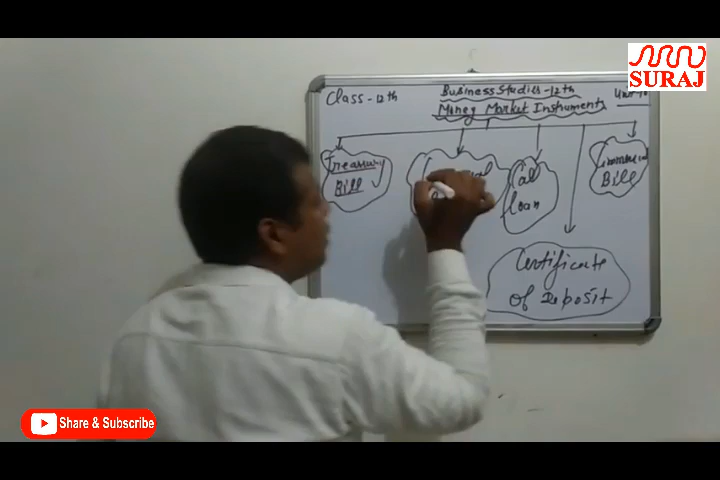 SURAJ
Class-12th
Business Studies-12th
Money Market Instruments
Treasury
Bill
Call
loan
Commercial
Bill
Certificate
of Deposit
Share & Subscribe